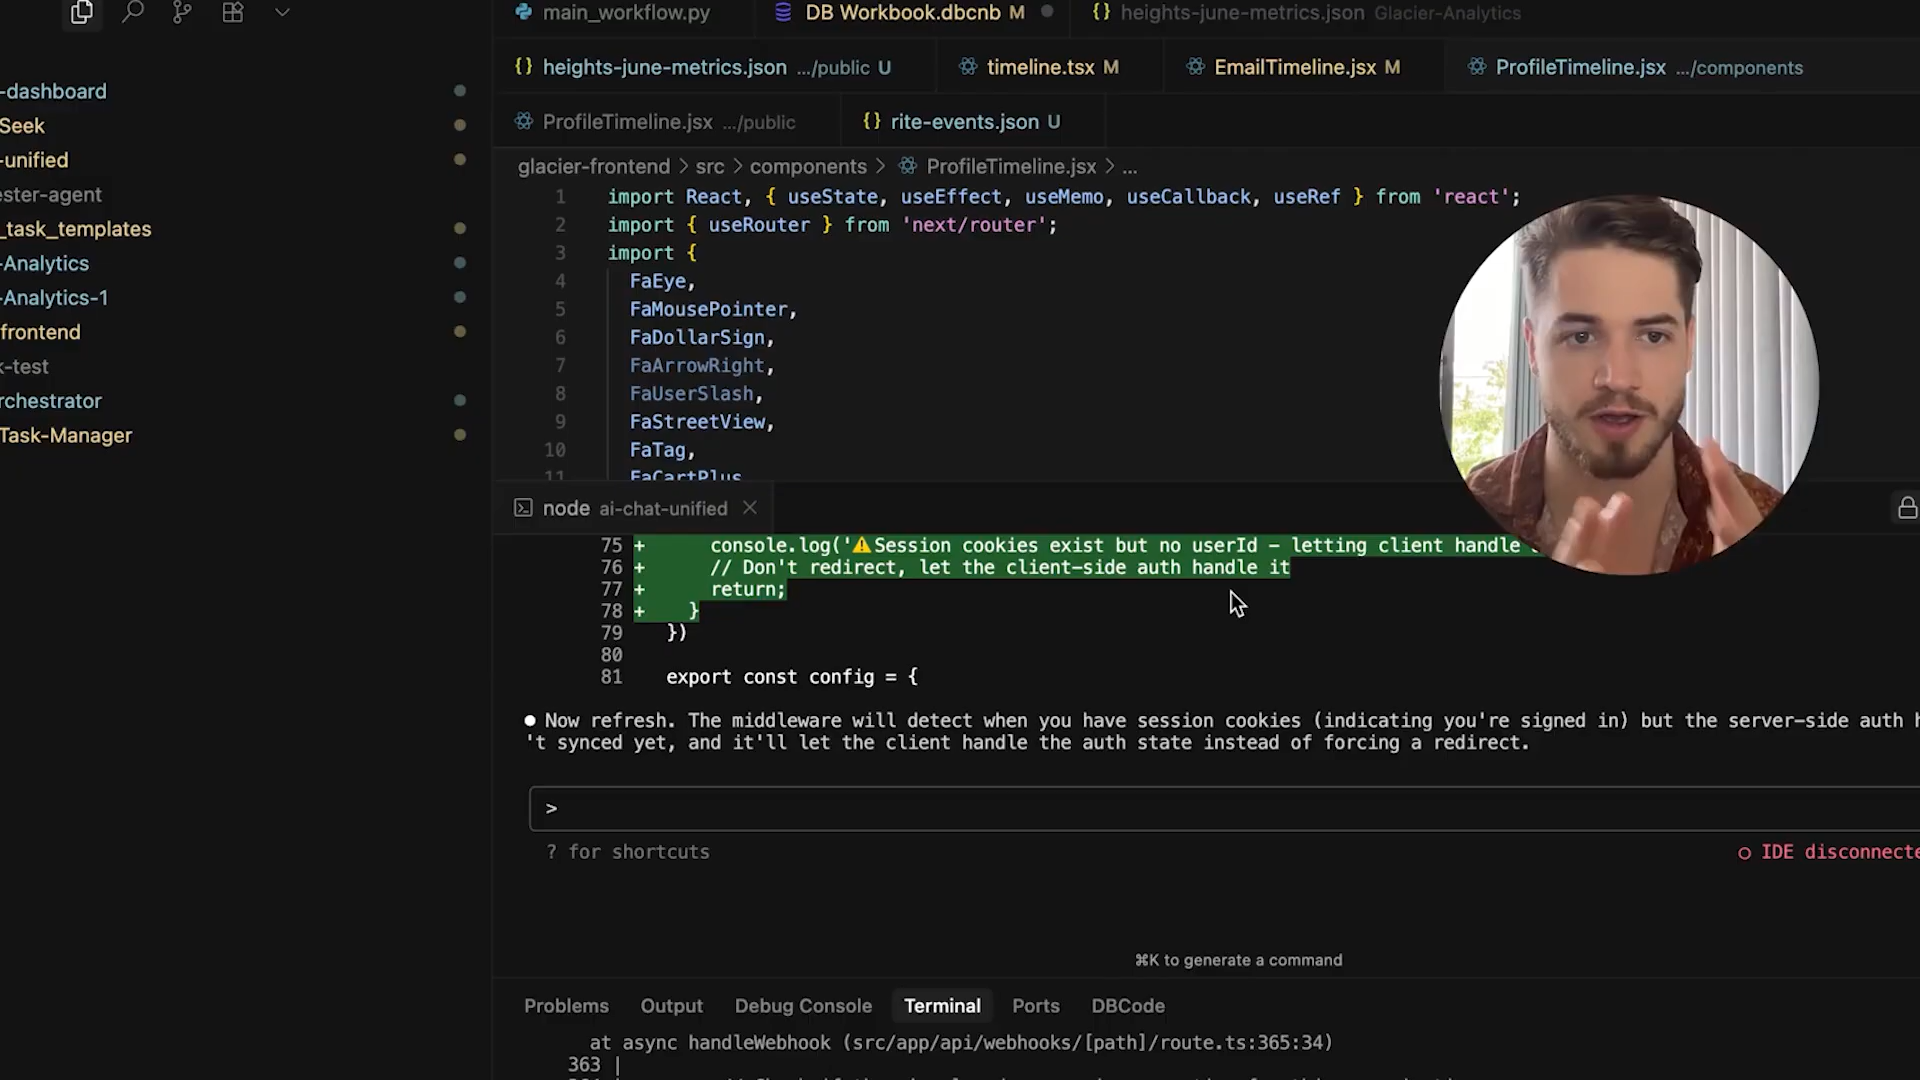 main_workflow.py DB Workbook.dbcnb M heights-june-metrics.json Glacier-Analytics
heights-june-metrics.json .../public U timeline.tsx M EmailTimeline.jsx M ProfileTimeline.jsx .../components
ProfileTimeline.jsx .../public rite-events.json U
-dashboard
Seek
-unified
ester-agent
_task_templates
-Analytics
-Analytics-1
frontend
-test
rchestrator
Task-Manager
glacier-frontend > src > components > ProfileTimeline.jsx > ...
1 import React, { useState, useEffect, useMemo, useCallback, useRef } from 'react';
2 import { useRouter } from 'next/router';
3 import {
4 FaEye,
5 FaMousePointer,
6 FaDollarSign,
7 FaArrowRight,
8 FaUserSlash,
9 FaStreetView,
10 FaTag,
11 FaCartPlus
node ai-chat-unified
75 + console.log('⚠️Session cookies exist but no userId - letting client handle
76 + // Don't redirect, let the client-side auth handle it
77 + return;
78 + }
79 })
80
81 export const config = {
● Now refresh. The middleware will detect when you have session cookies (indicating you're signed in) but the server-side auth h
't synced yet, and it'll let the client handle the auth state instead of forcing a redirect.
>
? for shortcuts
IDE disconnecte
⌘K to generate a command
Problems Output Debug Console Terminal Ports DBCode
at async handleWebhook (src/app/api/webhooks/[path]/route.ts:365:34)
363 |